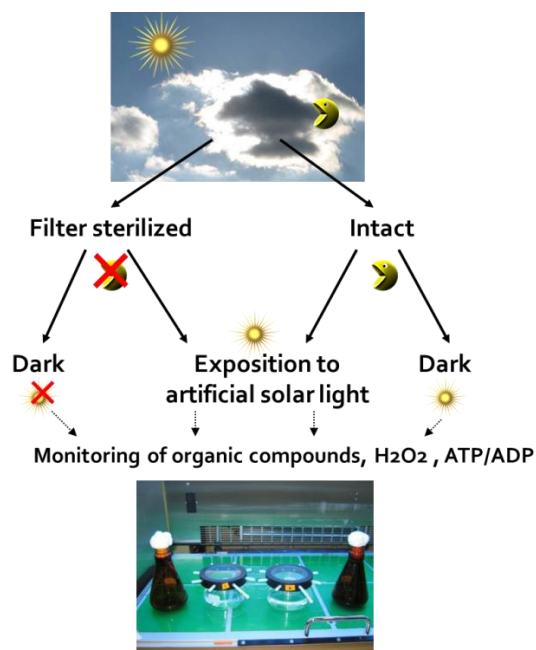 Filter sterilized
Intact
Dark
Exposition to
artificial solar light
Dark
Monitoring of organic compounds, H2O2 , ATP/ADP